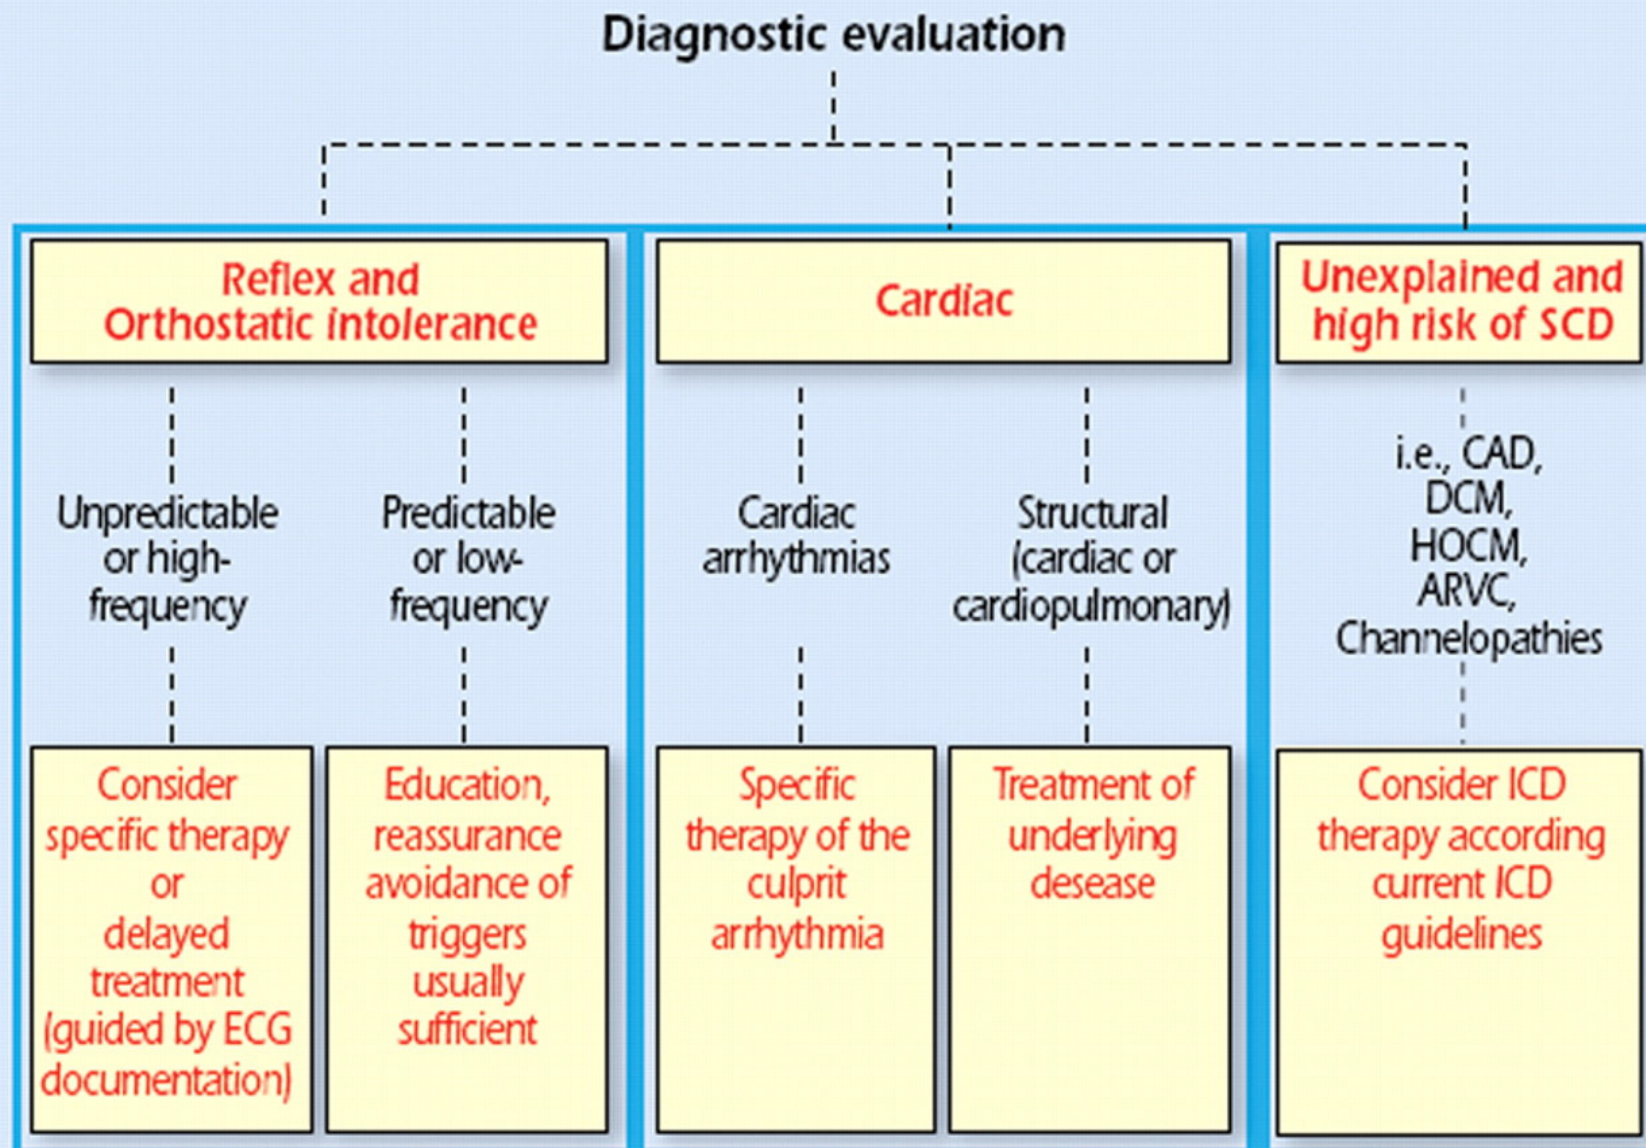 Diagnostic evaluation
Reflex and
Orthostatic intolerance
Cardiac
Unexplained and
high risk of SCD
Unpredictable
or high-
frequency
Predictable
or low-
frequency
Cardiac
arrhythmias
Structural
(cardiac or
cardiopulmonary)
i.e., CAD,
DCM,
HOCM,
ARVC,
Channelopathies
Consider
specific therapy
or
delayed
treatment
(guided by ECG
documentation)
Education,
reassurance
avoidance of
triggers
usually
sufficient
Specific
therapy of the
culprit
arrhythmia
Treatment of
underlying
desease
Consider ICD
therapy according
current ICD
guidelines